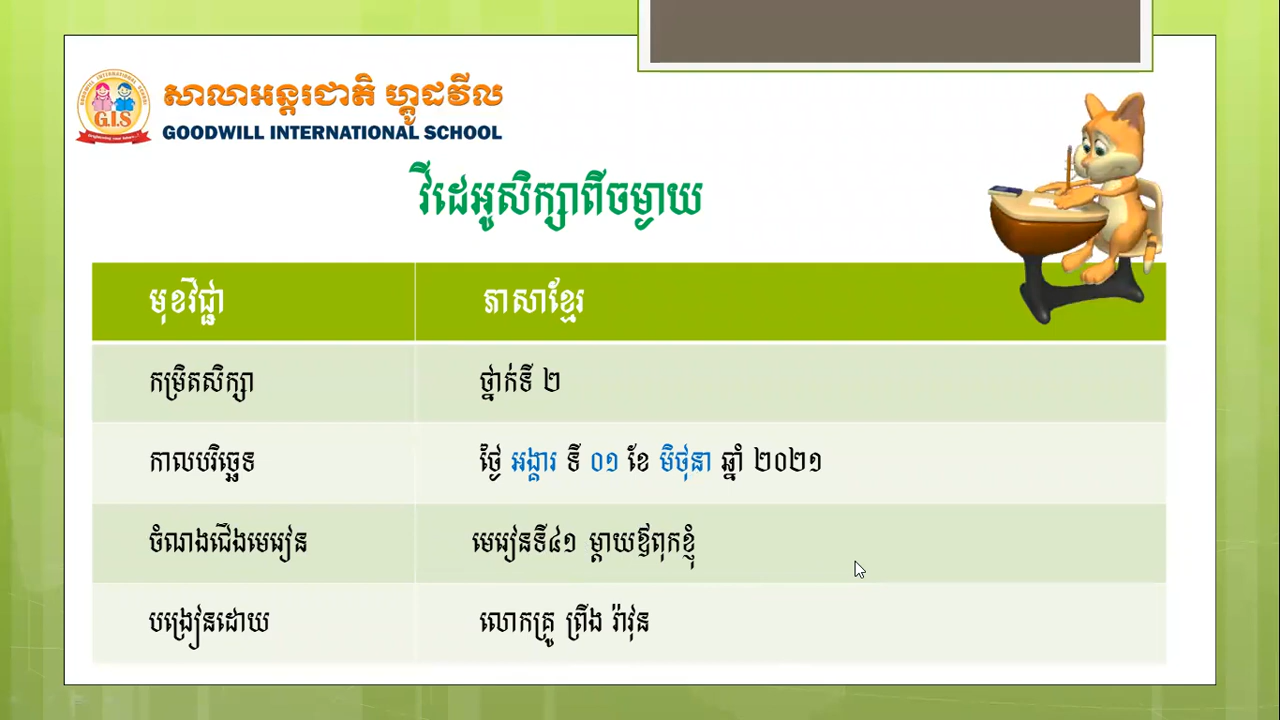 សាលាអន្តរជាតិ ហ្គូដវីល
GOODWILL INTERNATIONAL SCHOOL
G.I.S
វីដេអូសិក្សាពីចម្ងាយ
មុខវិជ្ជា ភាសាខ្មែរ
កម្រិតសិក្សា ថ្នាក់ទី ២
កាលបរិច្ឆេទ ថ្ងៃ អង្គារ ទី ០១ ខែ មិថុនា ឆ្នាំ ២០២១
ចំណងជើងមេរៀន មេរៀនទី៤១ ម្តាយឪពុកខ្ញុំ
បង្រៀនដោយ លោកគ្រូ ព្រីង រ៉ាវុន